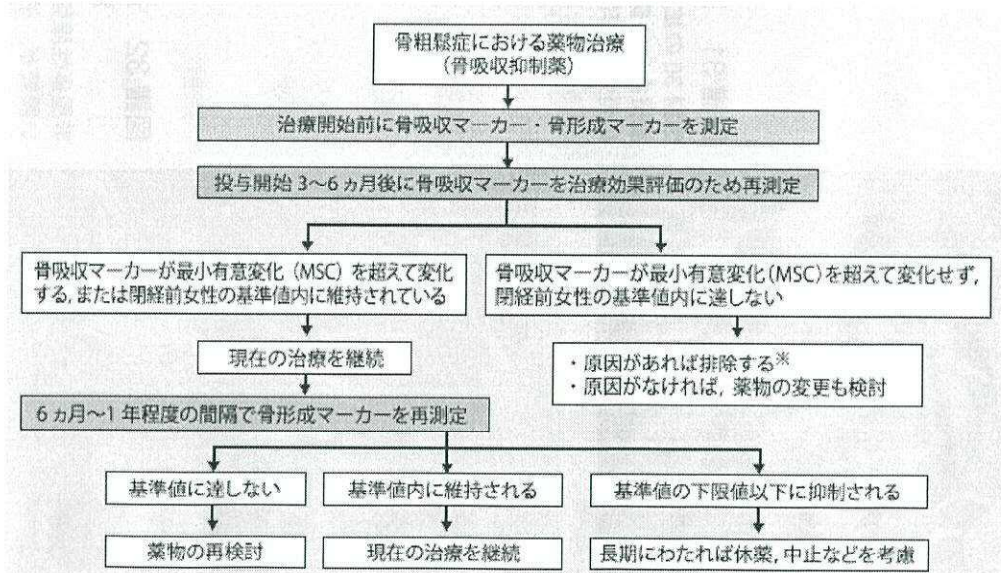 骨粗鬆症における薬物治療
(骨吸収抑制薬)
治療開始前に骨吸収マーカー・骨形成マーカーを測定
投与開始 3〜6 ヵ月後に骨吸収マーカーを治療効果評価のため再測定
骨吸収マーカーが最小有意変化 (MSC) を超えて変化
する,または閉経前女性の基準値内に維持されている
骨吸収マーカーが最小有意変化(MSC)を超えて変化せず,
閉経前女性の基準値内に達しない
現在の治療を継続
・原因があれば排除する※
・原因がなければ, 薬物の変更も検討
6 ヵ月〜1 年程度の間隔で骨形成マーカーを再測定
基準値に達しない
基準値内に維持される
基準値の下限値以下に抑制される
薬物の再検討
現在の治療を継続
長期にわたれば休薬, 中止などを考慮